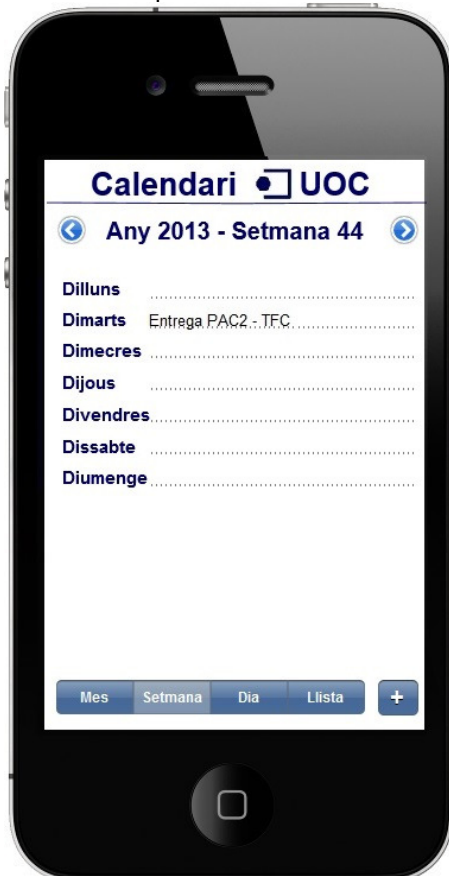 Calendari UOC
Any 2013 - Setmana 44
Dilluns
Dimarts Entrega PAC2 - TFC
Dimecres
Dijous
Divendres
Dissabte
Diumenge
Mes Setmana Dia Llista +